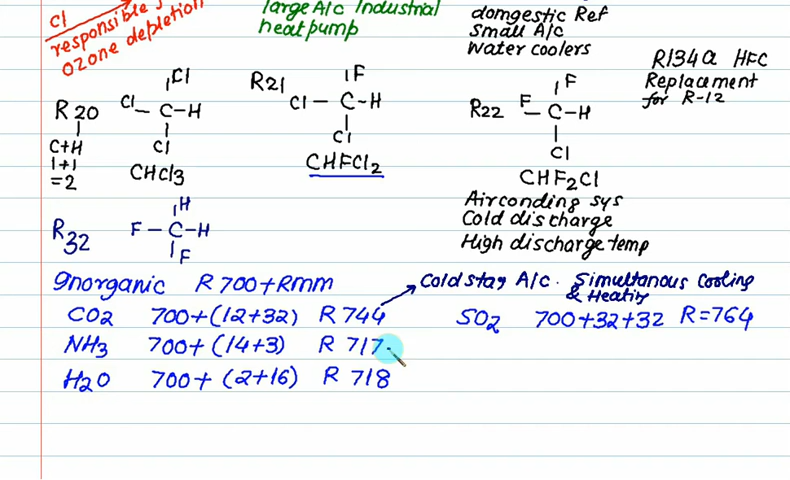 Cl
responsible
ozone depletion
large A/c Industrial
heat pump
domgestic Ref
Small A/c
Water coolers
R134a HFC
Replacement
for R-12
R20
C+H
1+1
=2
Cl
Cl – C – H
Cl
CHCl3
R21
F
Cl – C – H
Cl
CHFCl2
R22
F
F – C – H
Cl
CHF2Cl
Airconding sys
Cold discharge
High discharge temp
R32
H
F – C – H
F
Inorganic R 700+Rmm
CO2 700+(12+32) R 744
Cold stag A/c. Simultanous Cooling
& Heating
SO2 700+32+32 R=764
NH3 700+(14+3) R 717
H2O 700+(2+16) R 718